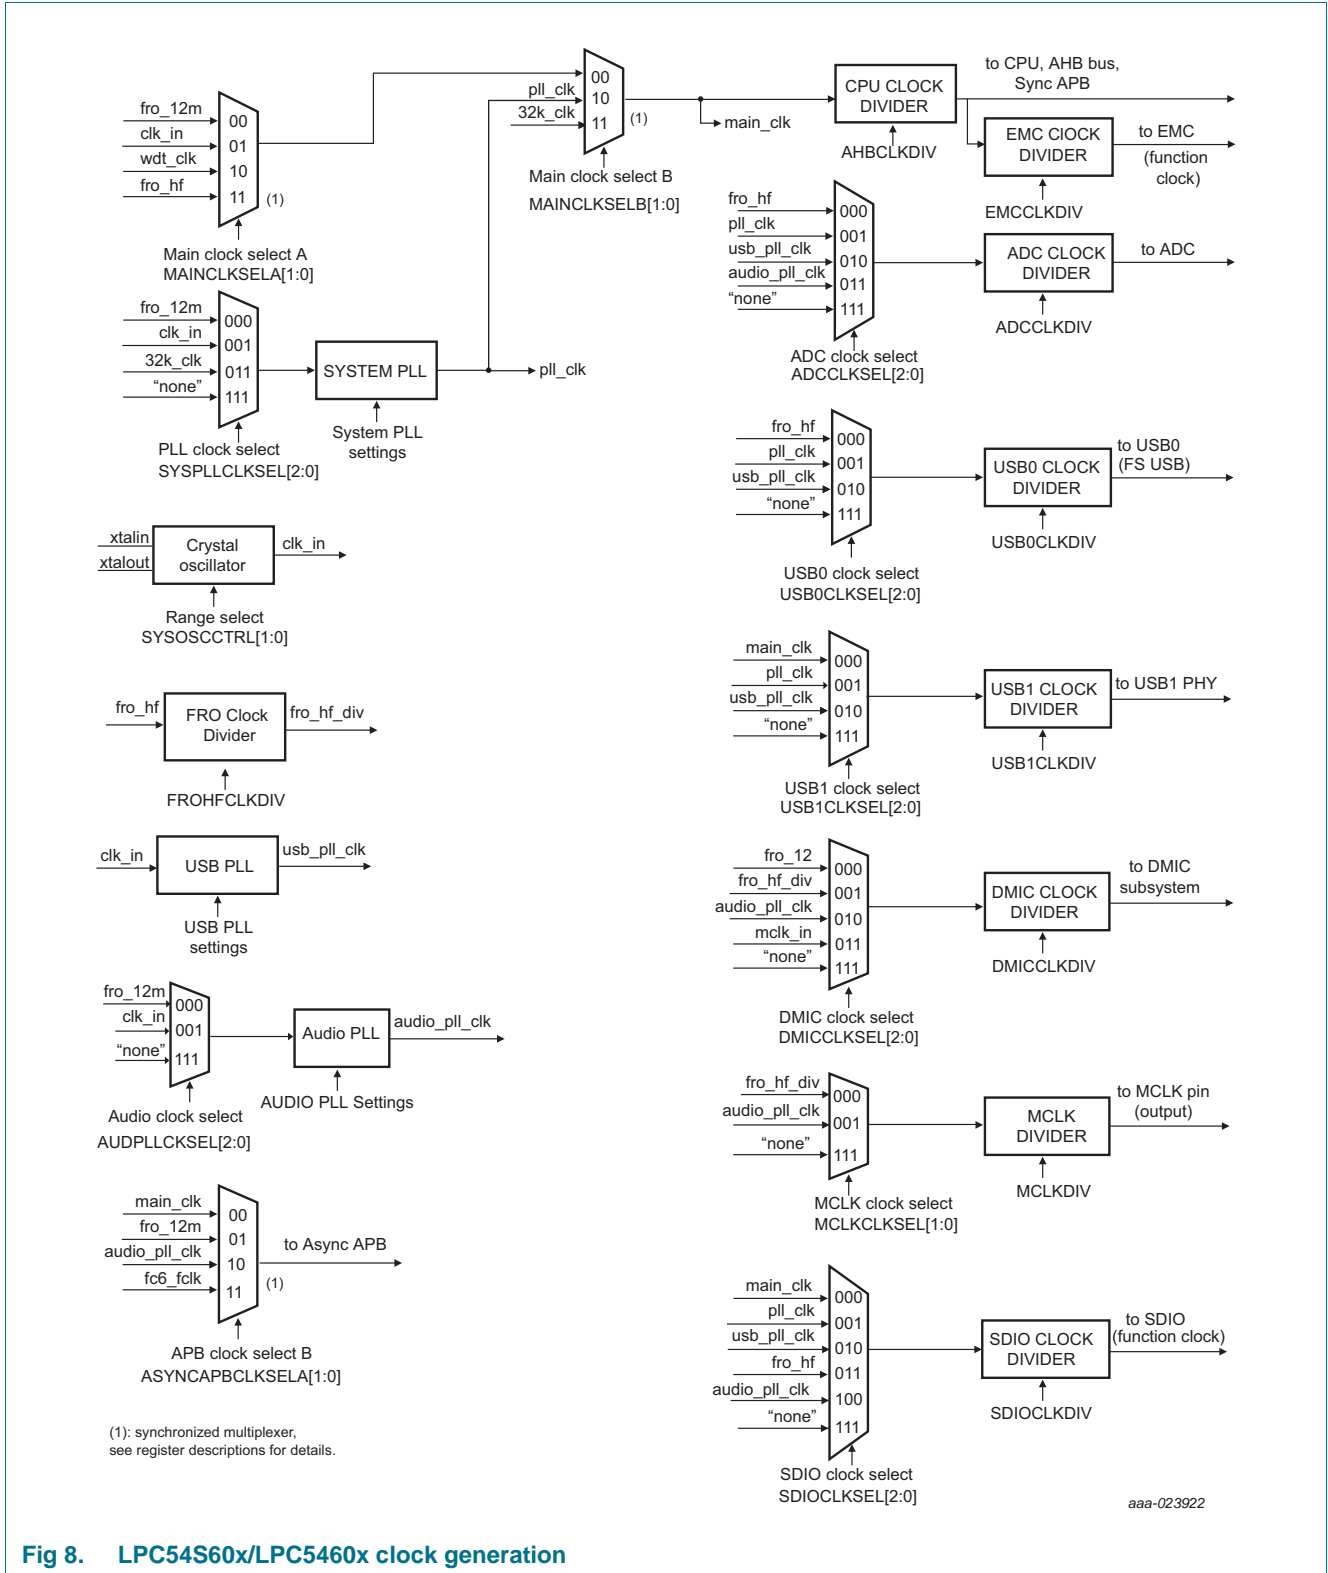 fro_12m
clk_in
wdt_clk
fro_hf
00
01
10
11
(1)
Main clock select A
MAINCLKSELA[1:0]
pll_clk
32k_clk
00
10
11
(1)
Main clock select B
MAINCLKSELB[1:0]
main_clk
CPU CLOCK
DIVIDER
AHBCLKDIV
to CPU, AHB bus,
Sync APB
EMC ClOCK
DIVIDER
EMCCLKDIV
to EMC
(function
clock)
fro_12m
clk_in
32k_clk
“none”
000
001
011
111
PLL clock select
SYSPLLCLKSEL[2:0]
SYSTEM PLL
System PLL
settings
pll_clk
fro_hf
pll_clk
usb_pll_clk
audio_pll_clk
“none”
000
001
010
011
111
ADC clock select
ADCCLKSEL[2:0]
ADC CLOCK
DIVIDER
ADCCLKDIV
to ADC
xtalin
xtalout
Crystal
oscillator
clk_in
Range select
SYSOSCCTRL[1:0]
fro_hf
pll_clk
usb_pll_clk
“none”
000
001
010
111
USB0 clock select
USB0CLKSEL[2:0]
USB0 CLOCK
DIVIDER
USB0CLKDIV
to USB0
(FS USB)
fro_hf
FRO Clock
Divider
fro_hf_div
FROHFCLKDIV
main_clk
pll_clk
usb_pll_clk
“none”
000
001
010
111
USB1 clock select
USB1CLKSEL[2:0]
USB1 CLOCK
DIVIDER
USB1CLKDIV
to USB1 PHY
clk_in
USB PLL
usb_pll_clk
USB PLL
settings
fro_12
fro_hf_div
audio_pll_clk
mclk_in
“none”
000
001
010
011
111
DMIC clock select
DMICCLKSEL[2:0]
DMIC CLOCK
DIVIDER
DMICCLKDIV
to DMIC
subsystem
fro_12m
clk_in
“none”
000
001
111
Audio clock select
AUDPLLCKSEL[2:0]
Audio PLL
AUDIO PLL Settings
audio_pll_clk
fro_hf_div
audio_pll_clk
“none”
000
001
111
MCLK clock select
MCLKCLKSEL[1:0]
MCLK
DIVIDER
MCLKDIV
to MCLK pin
(output)
main_clk
fro_12m
audio_pll_clk
fc6_fclk
00
01
10
11
(1)
to Async APB
APB clock select B
ASYNCAPBCLKSELA[1:0]
main_clk
pll_clk
usb_pll_clk
fro_hf
audio_pll_clk
“none”
000
001
010
011
100
111
SDIO clock select
SDIOCLKSEL[2:0]
SDIO CLOCK
DIVIDER
SDIOCLKDIV
to SDIO
(function clock)
(1): synchronized multiplexer,
see register descriptions for details.
aaa-023922
Fig 8. LPC54S60x/LPC5460x clock generation